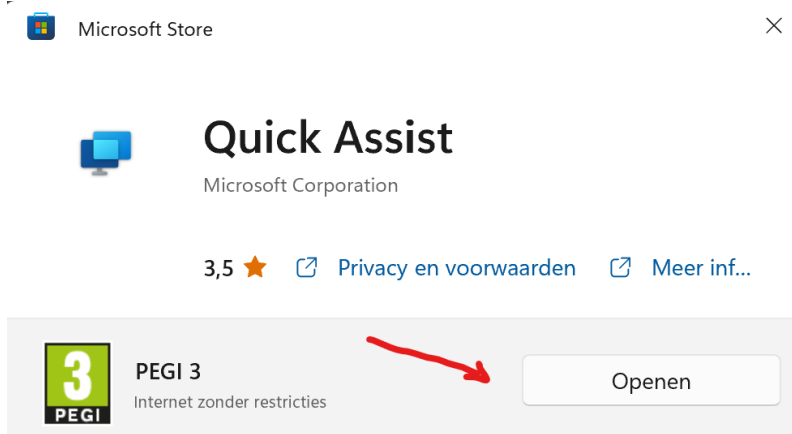 Microsoft Store
Quick Assist
Microsoft Corporation
3,5 Privacy en voorwaarden Meer inf...
3
PEGI
PEGI 3
Internet zonder restricties
Openen